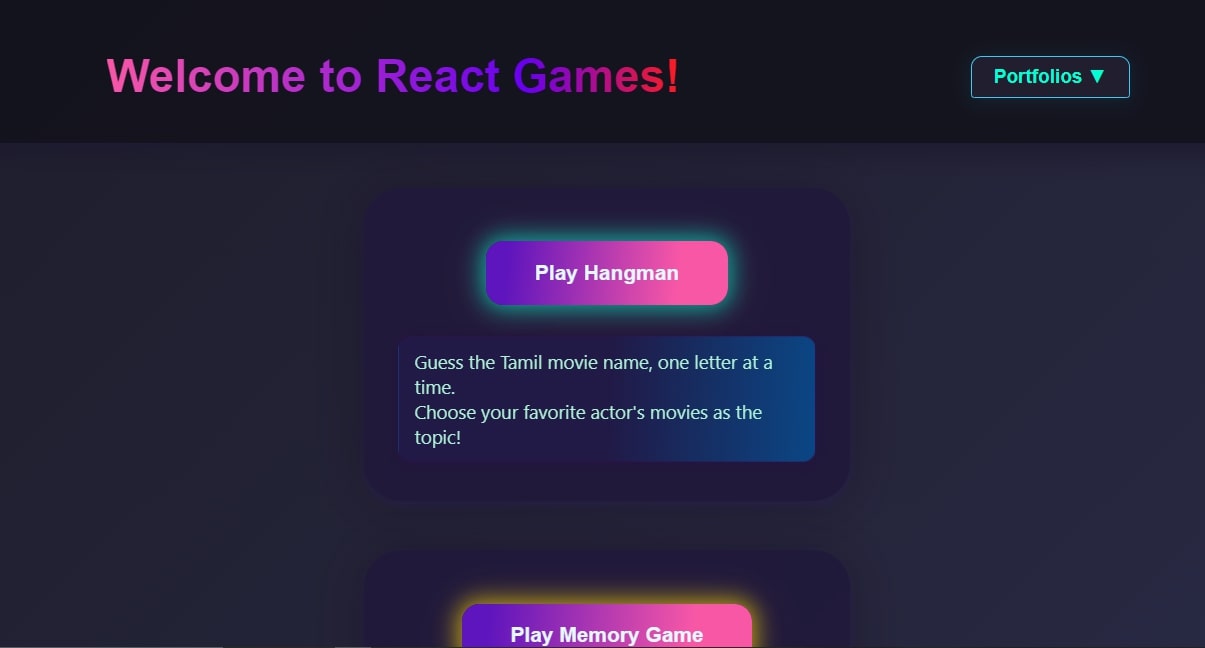 Welcome to React Games!
Portfolios ▼
Play Hangman
Guess the Tamil movie name, one letter at a
time.
Choose your favorite actor's movies as the
topic!
Play Memory Game